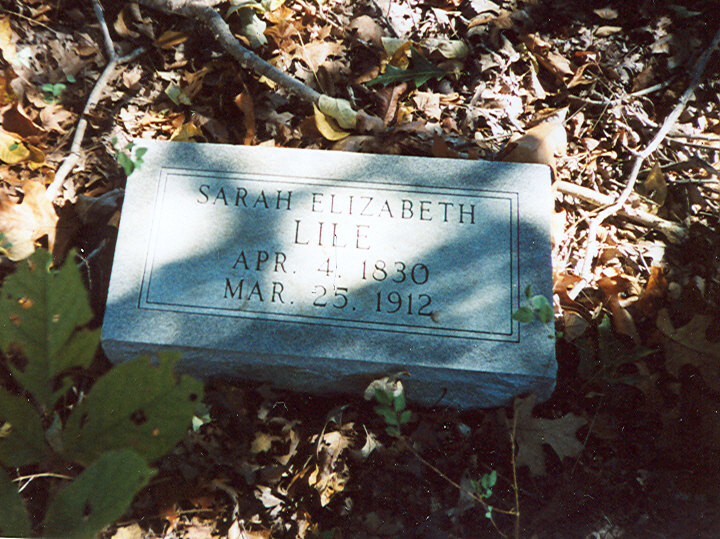 SARAH ELIZABETH
LILE
APR. 4. 1830
MAR. 25. 1912